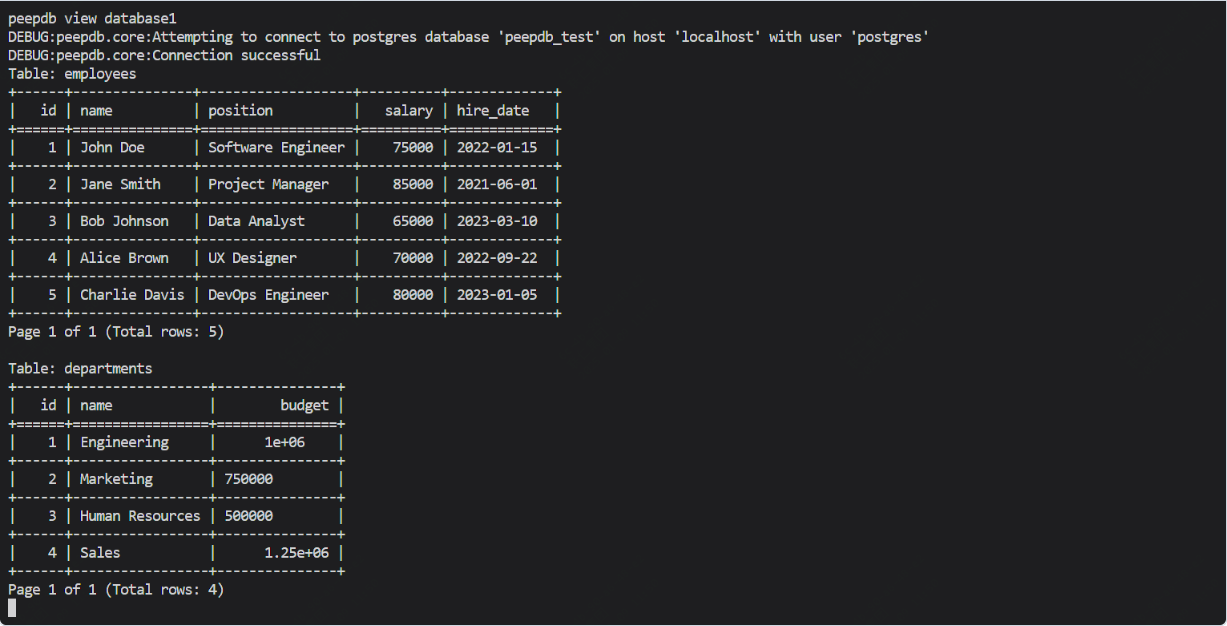 peepdb view database1
DEBUG:peepdb.core:Attempting to connect to postgres database 'peepdb_test' on host 'localhost' with user 'postgres'
DEBUG:peepdb.core:Connection successful
Table: employees
+------+---------------+-------------------+----------+-------------+
|   id | name          | position          |   salary | hire_date   |
+======+===============+===================+==========+=============+
|    1 | John Doe      | Software Engineer |    75000 | 2022-01-15  |
+------+---------------+-------------------+----------+-------------+
|    2 | Jane Smith    | Project Manager   |    85000 | 2021-06-01  |
+------+---------------+-------------------+----------+-------------+
|    3 | Bob Johnson   | Data Analyst      |    65000 | 2023-03-10  |
+------+---------------+-------------------+----------+-------------+
|    4 | Alice Brown   | UX Designer       |    70000 | 2022-09-22  |
+------+---------------+-------------------+----------+-------------+
|    5 | Charlie Davis | DevOps Engineer   |    80000 | 2023-01-05  |
+------+---------------+-------------------+----------+-------------+
Page 1 of 1 (Total rows: 5)

Table: departments
+------+-----------------+---------------+
|   id | name            |        budget |
+======+=================+===============+
|    1 | Engineering     |      1e+06    |
+------+-----------------+---------------+
|    2 | Marketing       | 750000        |
+------+-----------------+---------------+
|    3 | Human Resources | 500000        |
+------+-----------------+---------------+
|    4 | Sales           |      1.25e+06 |
+------+-----------------+---------------+
Page 1 of 1 (Total rows: 4)